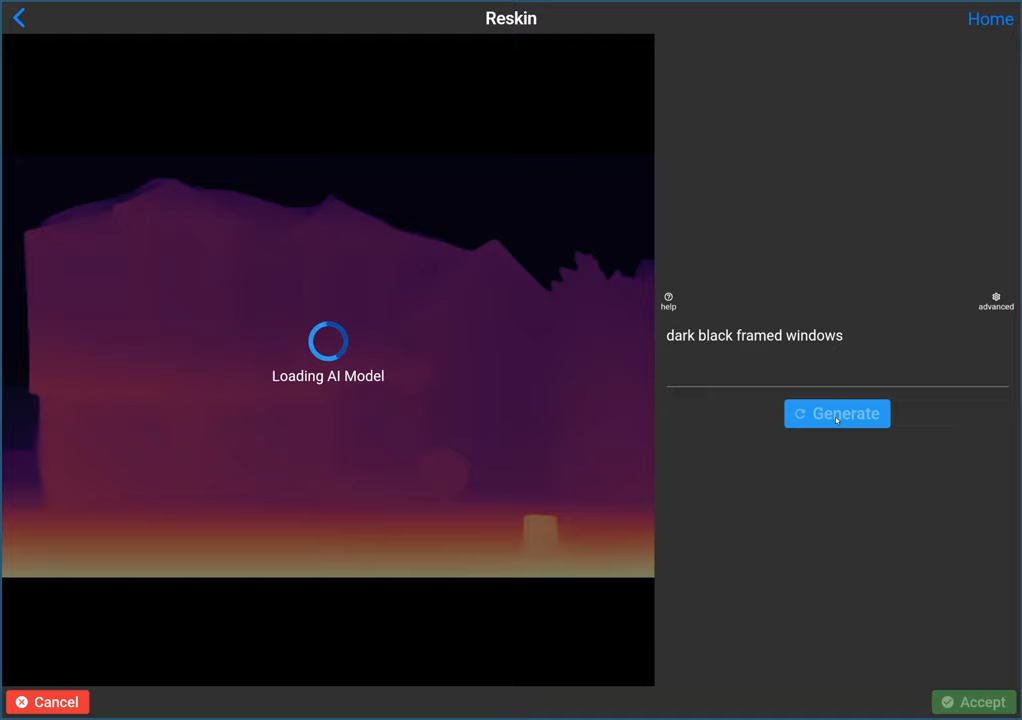 Reskin
Home
help
advanced
dark black framed windows
Loading AI Model
Generate
Cancel
Accept